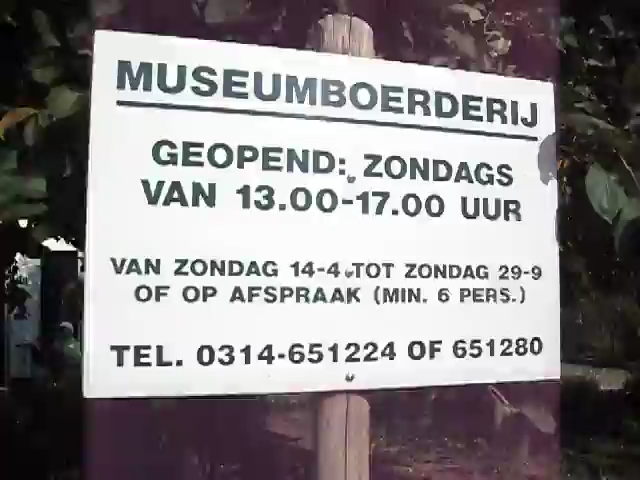 MUSEUMBOERDERIJ
GEOPEND: ZONDAGS
VAN 13.00-17.00 UUR
VAN ZONDAG 14-4 TOT ZONDAG 29-9
OF OP AFSPRAAK (MIN. 6 PERS.)
TEL. 0314-651224 OF 651280